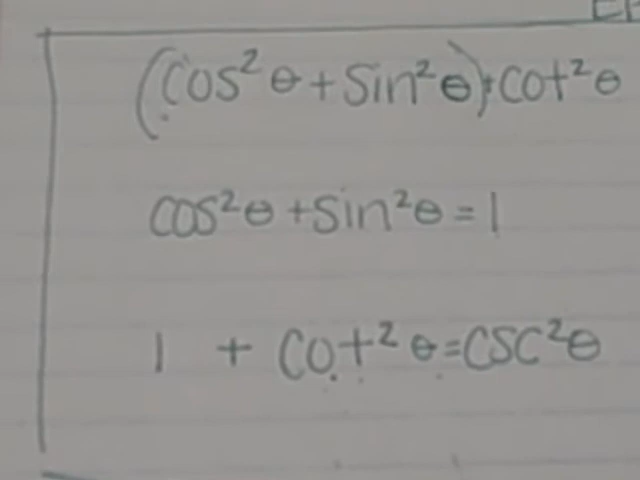 (cos²θ + sin²θ)+cot²θ
cos²θ +sin²θ = 1
1 + cot²θ=csc²θ